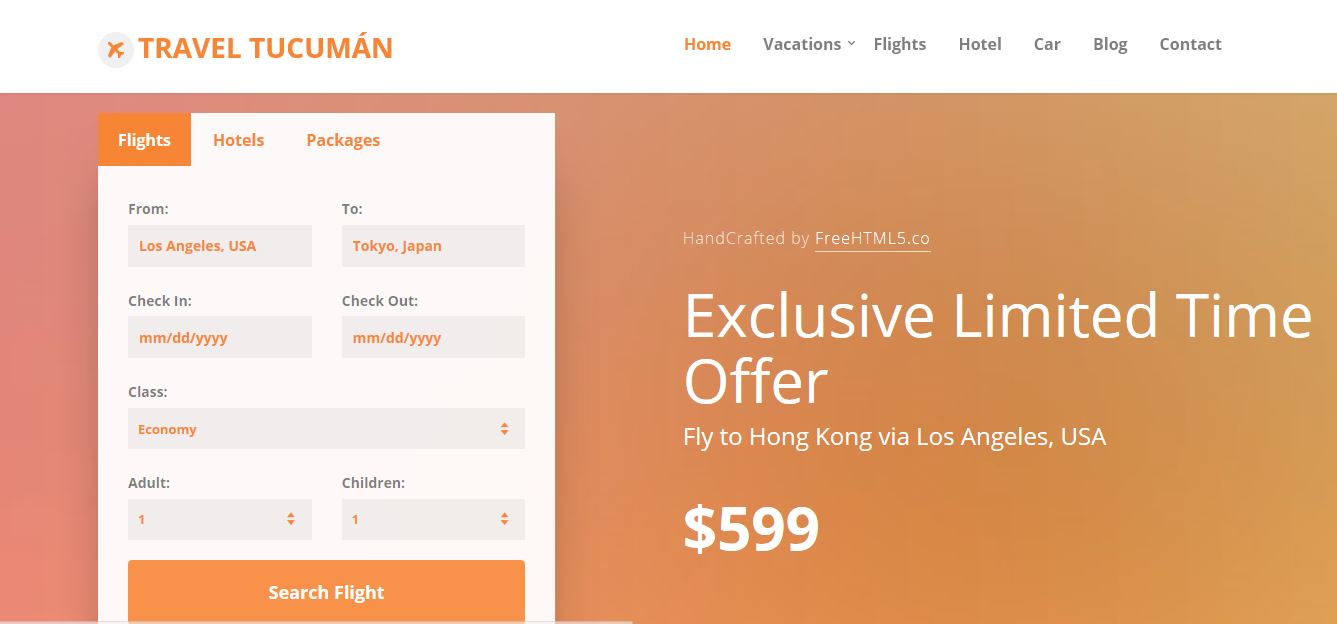 TRAVEL TUCUMÁN
Home Vacations Flights Hotel Car Blog Contact
Flights Hotels Packages
From: To:
Los Angeles, USA Tokyo, Japan
Check In: Check Out:
mm/dd/yyyy mm/dd/yyyy
Class:
Economy
Adult: Children:
1 1
Search Flight
HandCrafted by FreeHTML5.co
Exclusive Limited Time
Offer
Fly to Hong Kong via Los Angeles, USA
$599